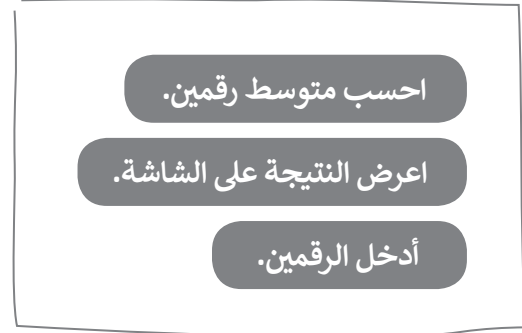 احسب متوسط رقمين.
اعرض النتيجة على الشاشة.
أدخل الرقمين.